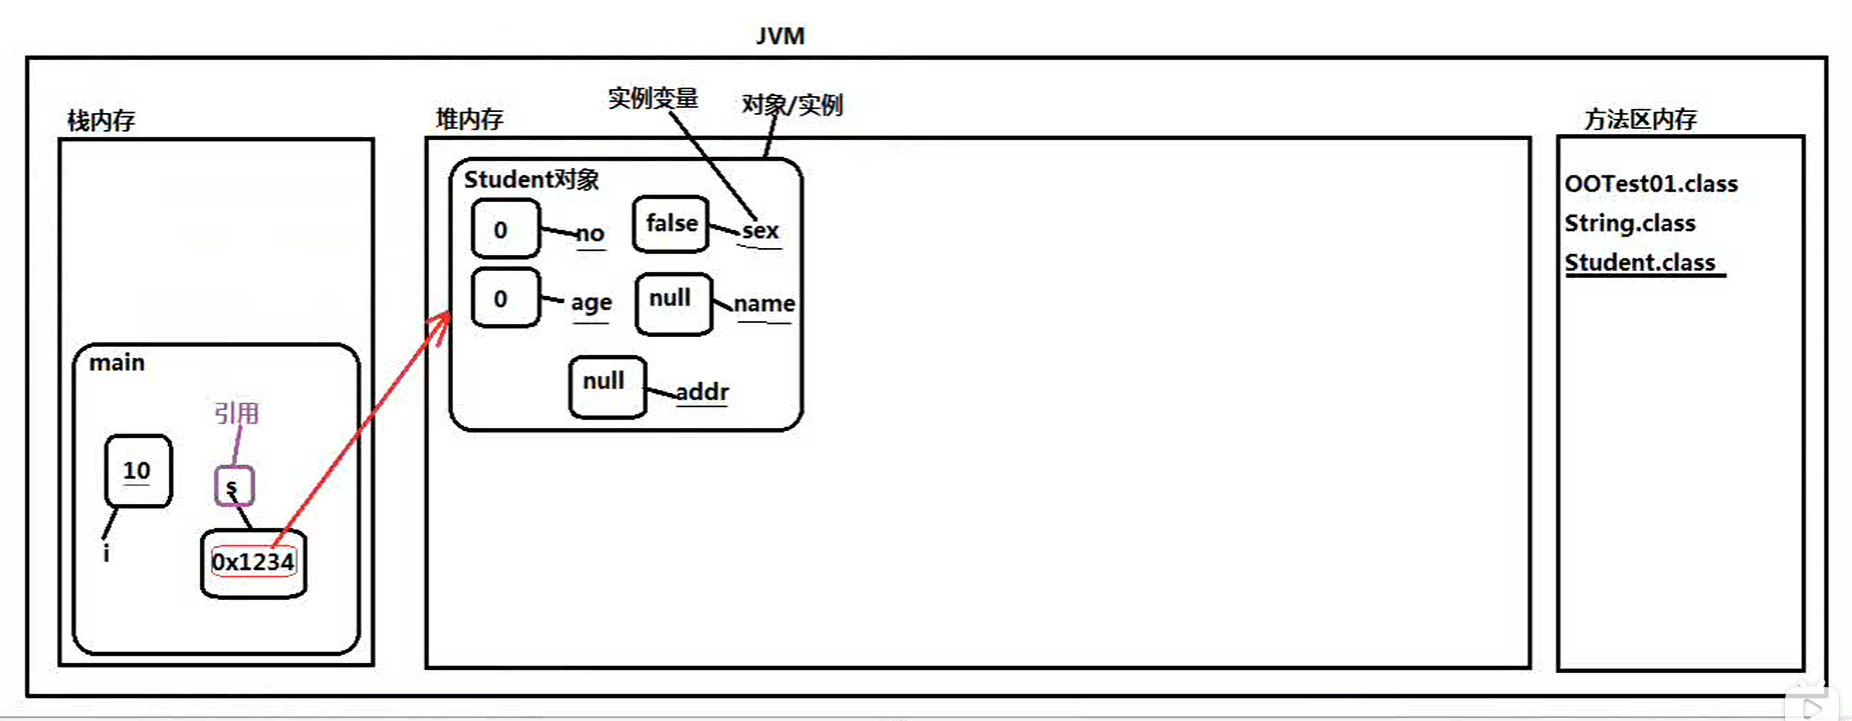 JVM
栈内存
堆内存
实例变量
对象/实例
方法区内存
Student对象
0
no
false
sex
0
age
null
name
null
addr
OOTest01.class
String.class
Student.class
main
引用
10
s
i
0x1234